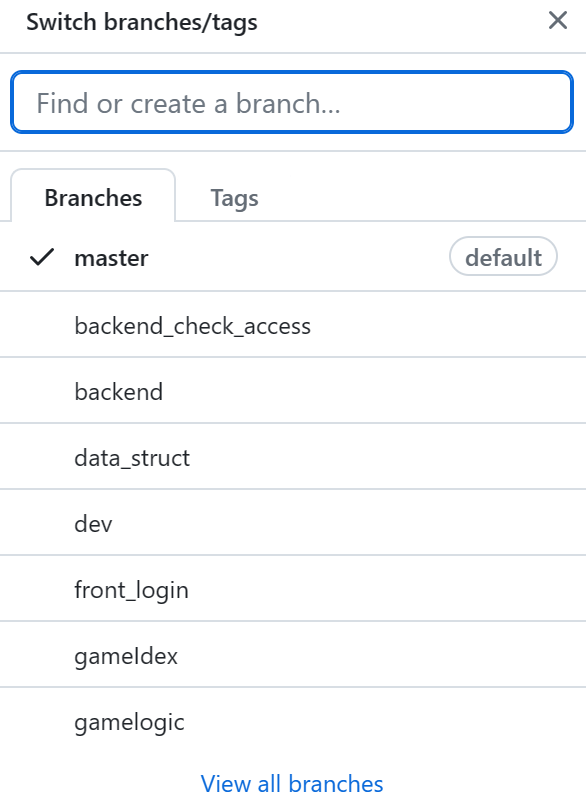 Switch branches/tags
Find or create a branch...
Branches
Tags
master
default
backend_check_access
backend
data_struct
dev
front_login
gameIdex
gamelogic
View all branches